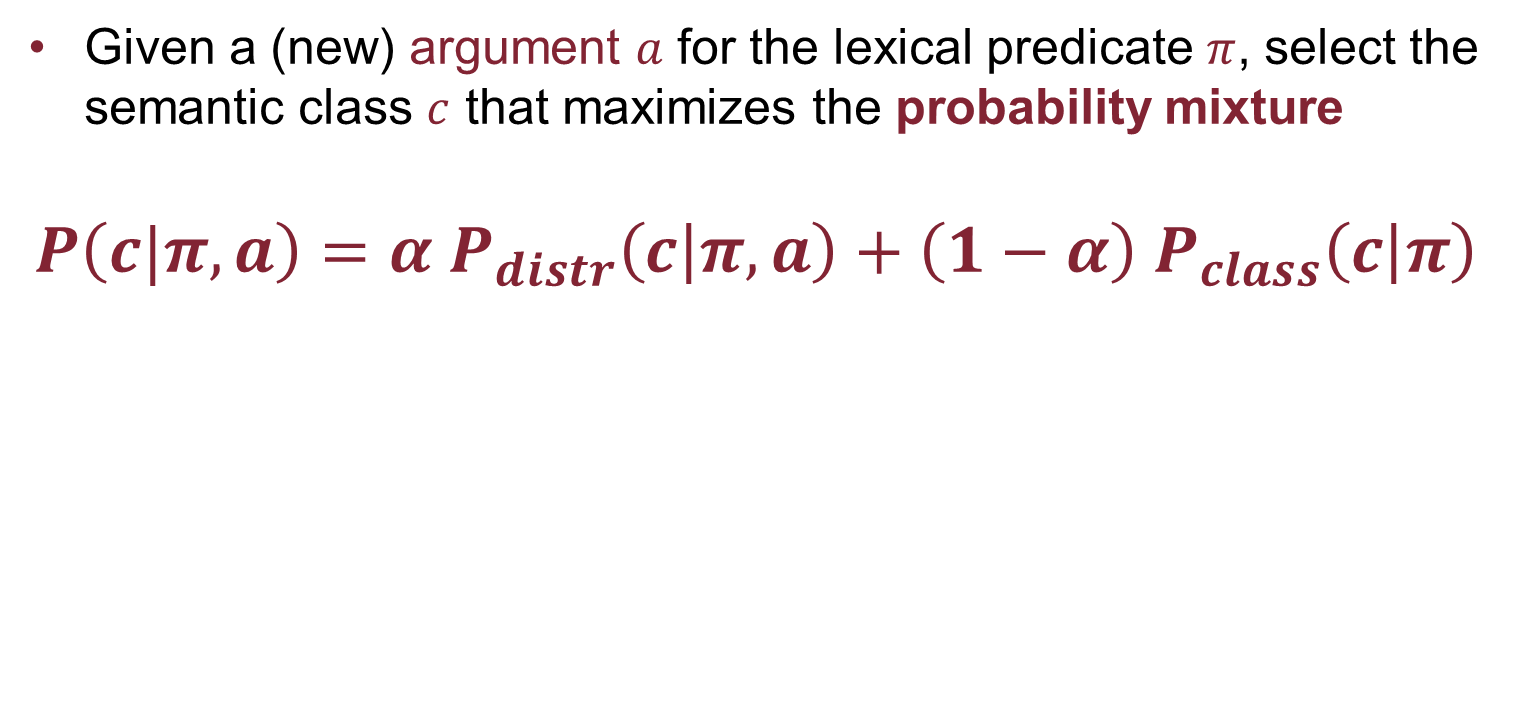 • Given a (new) argument 𝑎 for the lexical predicate 𝜋, select the
semantic class 𝑐 that maximizes the probability mixture
𝑷(𝒄|𝝅, 𝒂) = 𝜶 𝑷_𝒅𝒊𝒔𝒕𝒓(𝒄|𝝅, 𝒂) + (𝟏 − 𝜶) 𝑷_𝒄𝒍𝒂𝒔𝒔(𝒄|𝝅)